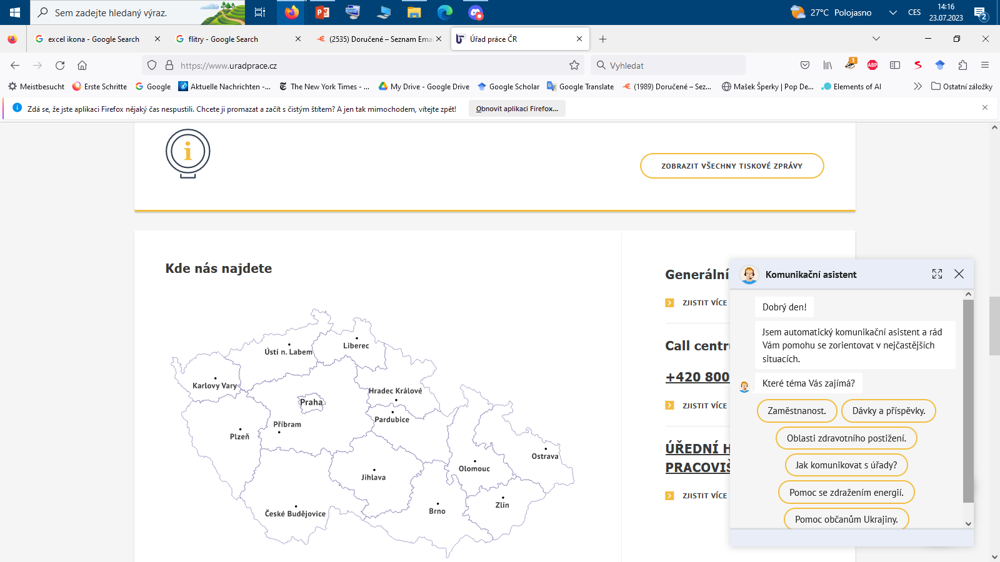 Sem zadejte hledaný výraz.
27°C Polojasno
CES
14:16
23.07.2023
2
excel ikona - Google Search
flitry - Google Search
(2535) Doručené – Seznam Ema
Úřad práce ČR
https://www.uradprace.cz
Vyhledat
1
ABP
Meistbesucht
Erste Schritte
Google
Aktuelle Nachrichten -...
The New York Times - ...
My Drive - Google Drive
Google Scholar
Google Translate
(1989) Doručené – Sez...
Mašek Šperky | Pop De...
Elements of AI
Ostatní záložky
Zdá se, že jste aplikaci Firefox nějaký čas nespustili. Chcete ji promazat a začít s čistým štítem? A jen tak mimochodem, vítejte zpět!
Obnovit aplikaci Firefox...
ZOBRAZIT VŠECHNY TISKOVÉ ZPRÁVY
Kde nás najdete
Liberec
Ústí n. Labem
Karlovy Vary
Hradec Králové
Praha
Pardubice
Příbram
Plzeň
Ostrava
Olomouc
Jihlava
Zlín
Brno
České Budějovice
Generální
ZJISTIT VÍCE
Call centr
+420 800
ZJISTIT VÍCE
ÚŘEDNÍ H
PRACOVIŠ
ZJISTIT VÍCE
Komunikační asistent
Dobrý den!
Jsem automatický komunikační asistent a rád
Vám pomohu se zorientovat v nejčastějších
situacích.
Které téma Vás zajímá?
Zaměstnanost.
Dávky a příspěvky.
Oblasti zdravotního postižení.
Jak komunikovat s úřady?
Pomoc se zdražením energií.
Pomoc občanům Ukrajiny.